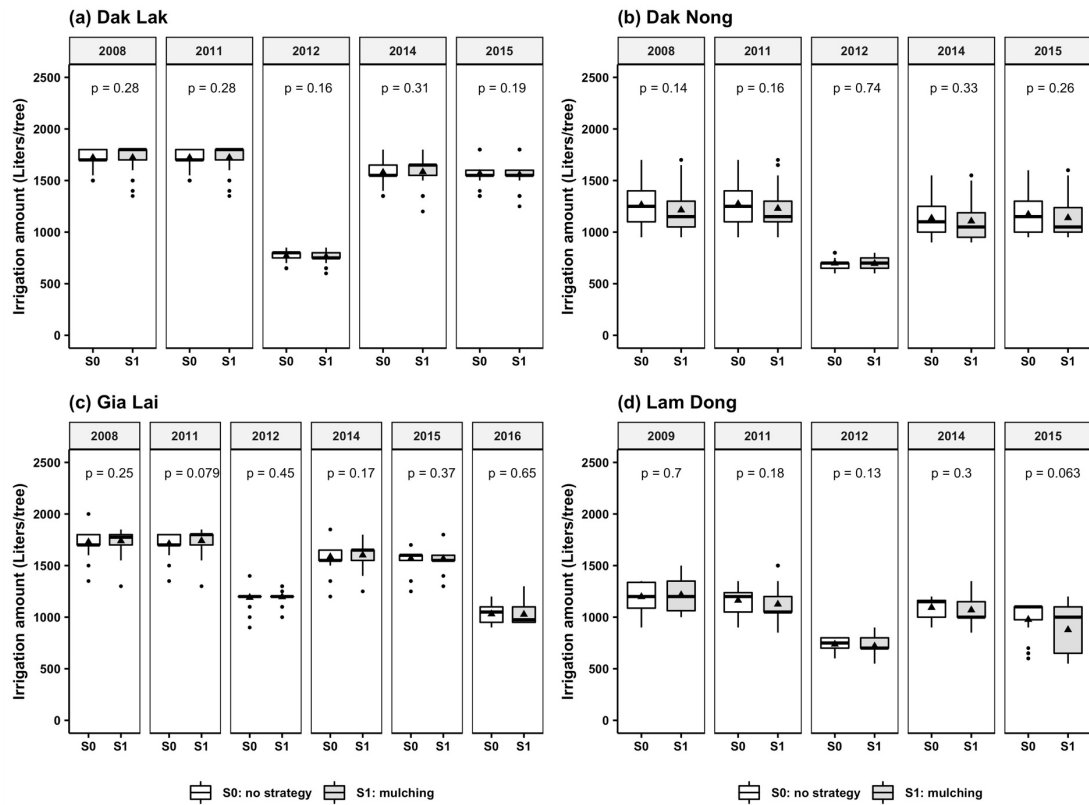 (a) Dak Lak
2008 2011 2012 2014 2015
p = 0.28 p = 0.28 p = 0.16 p = 0.31 p = 0.19
Irrigation amount (Liters/tree)
2500
2000
1500
1000
500
0
S0 S1 S0 S1 S0 S1 S0 S1 S0 S1
(b) Dak Nong
2008 2011 2012 2014 2015
p = 0.14 p = 0.16 p = 0.74 p = 0.33 p = 0.26
Irrigation amount (Liters/tree)
2500
2000
1500
1000
500
0
S0 S1 S0 S1 S0 S1 S0 S1 S0 S1
(c) Gia Lai
2008 2011 2012 2014 2015 2016
p = 0.25 p = 0.079 p = 0.45 p = 0.17 p = 0.37 p = 0.65
Irrigation amount (Liters/tree)
2500
2000
1500
1000
500
0
S0 S1 S0 S1 S0 S1 S0 S1 S0 S1 S0 S1
S0: no strategy S1: mulching
(d) Lam Dong
2009 2011 2012 2014 2015
p = 0.7 p = 0.18 p = 0.13 p = 0.3 p = 0.063
Irrigation amount (Liters/tree)
2500
2000
1500
1000
500
0
S0 S1 S0 S1 S0 S1 S0 S1 S0 S1
S0: no strategy S1: mulching